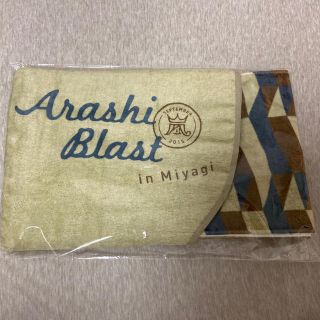 Arashi
Blast
SEPTEMBER
嵐
2015
in Miyagi